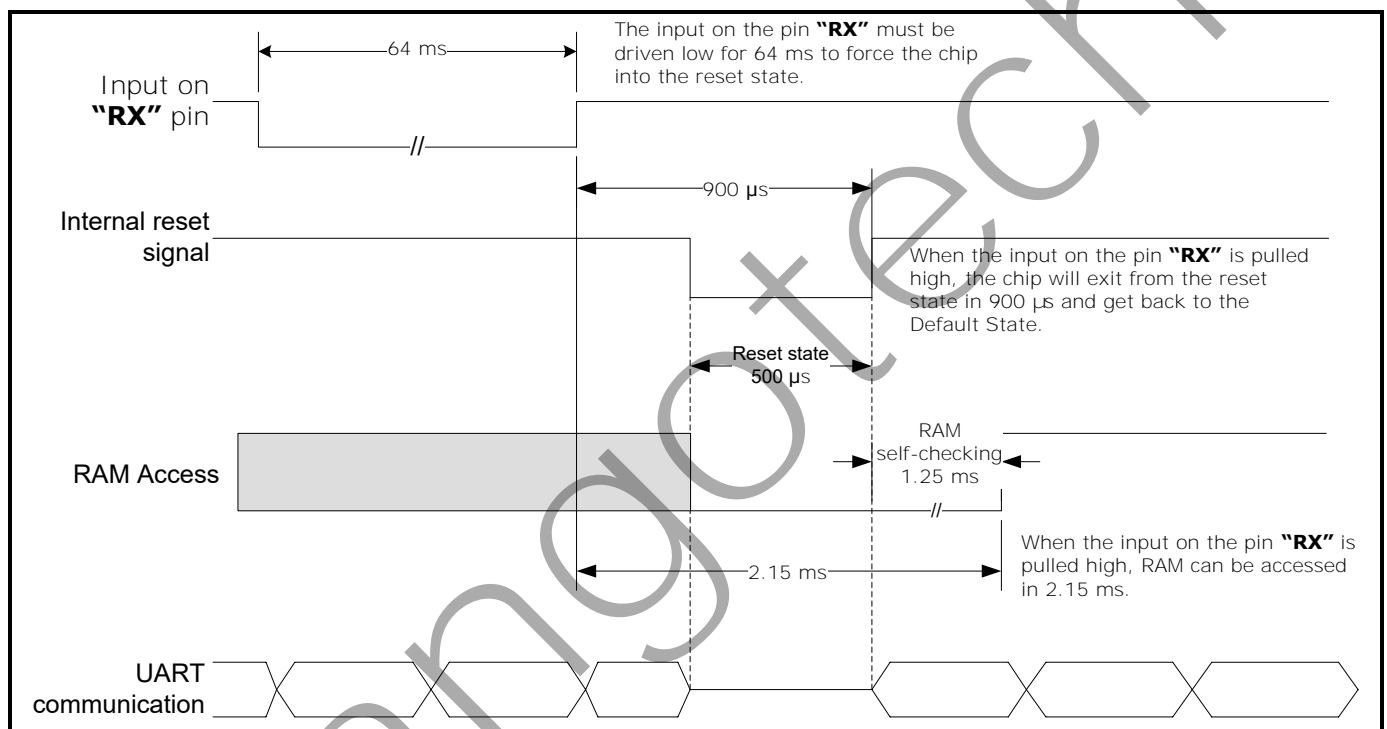 64 ms
The input on the pin “RX” must be
driven low for 64 ms to force the chip
into the reset state.
Input on
“RX” pin
//
900 µs
Internal reset
signal
When the input on the pin “RX” is pulled
high, the chip will exit from the reset
state in 900 µs and get back to the
Default State.
Reset state
500 µs
RAM
self-checking
1.25 ms
RAM Access
//
When the input on the pin “RX” is
pulled high, RAM can be accessed
in 2.15 ms.
2.15 ms
UART
communication
angotech